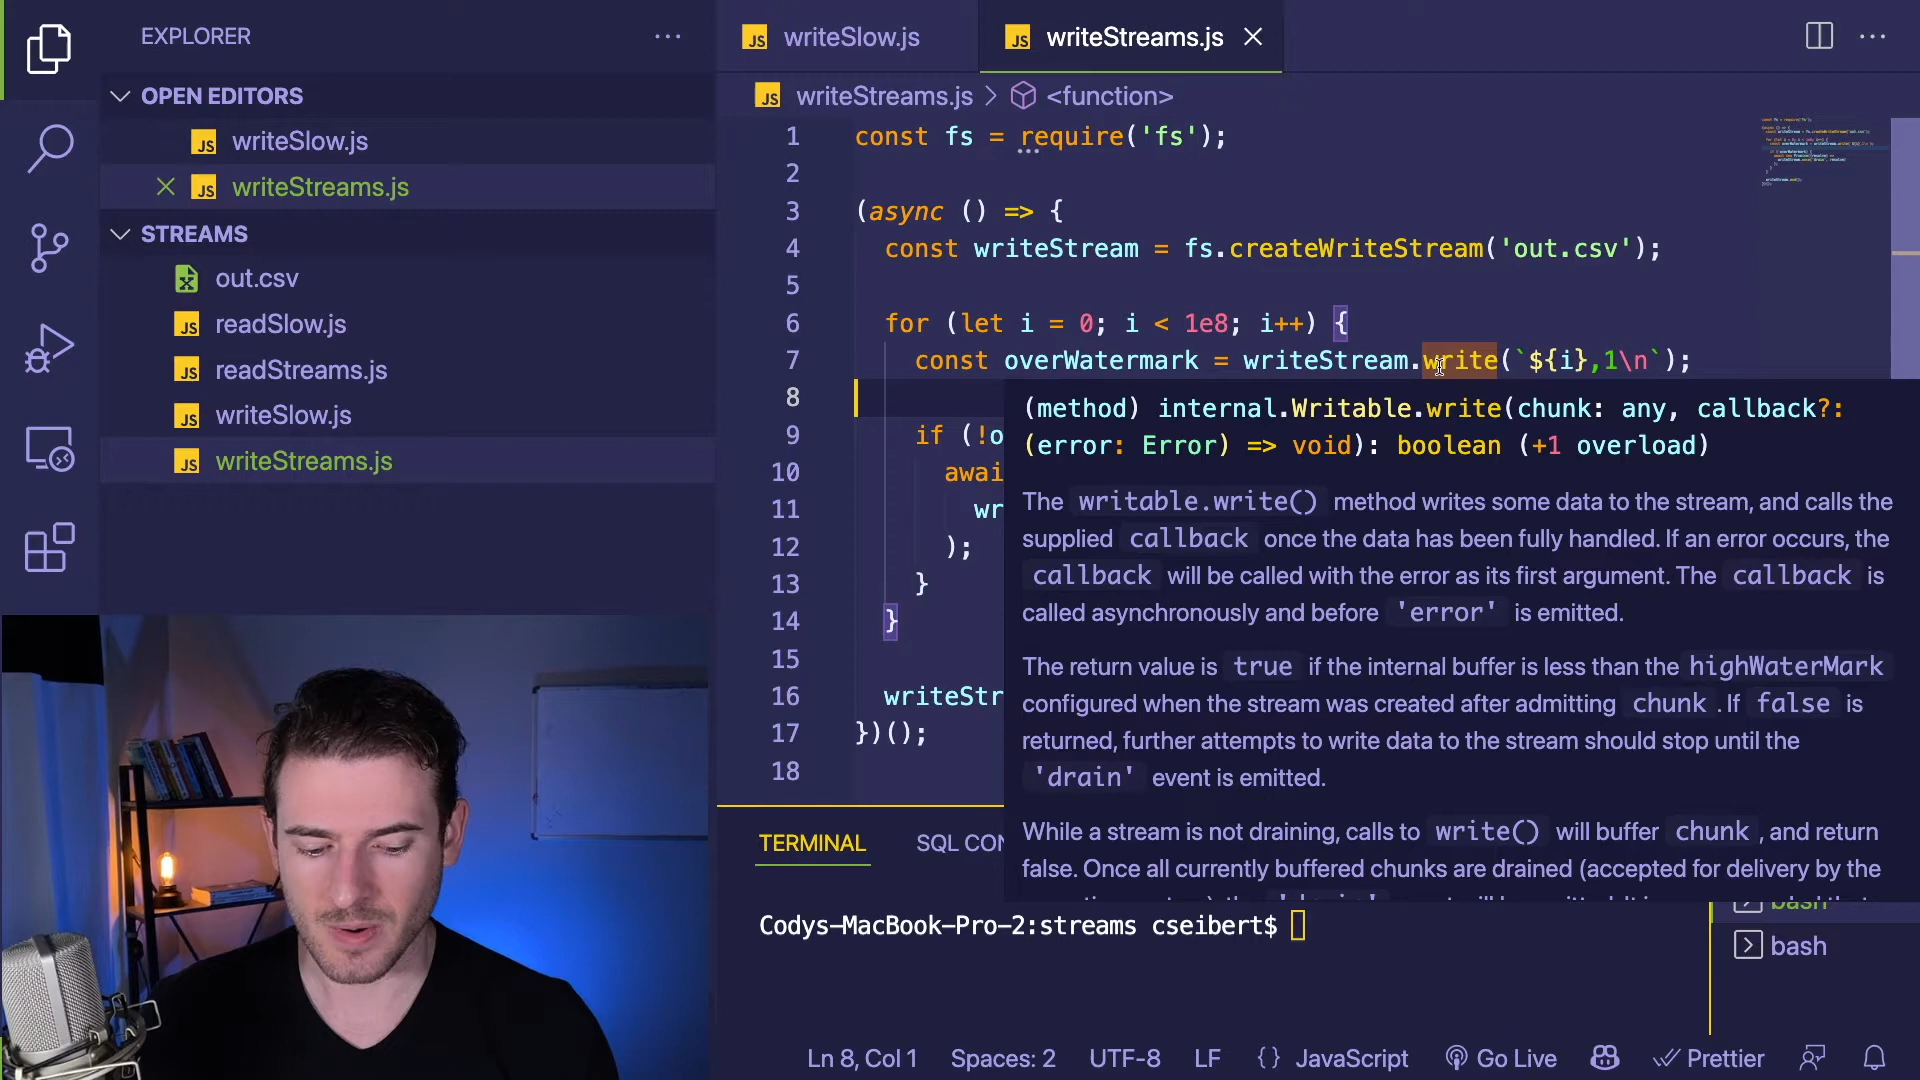 EXPLORER
OPEN EDITORS
JS writeSlow.js
JS writeStreams.js
STREAMS
out.csv
JS readSlow.js
JS readStreams.js
JS writeSlow.js
JS writeStreams.js
JS writeSlow.js
JS writeStreams.js
JS writeStreams.js > <function>
1 const fs = require('fs');
2
3 (async () => {
4 const writeStream = fs.createWriteStream('out.csv');
5
6 for (let i = 0; i < 1e8; i++) {
7 const overWatermark = writeStream.write(`${i},1\n`);
8
9 if (!o
10 awai
11 wr
12 );
13 }
14 }
15
16 writeStr
17 })();
18
(method) internal.Writable.write(chunk: any, callback?:
(error: Error) => void): boolean (+1 overload)
The writable.write() method writes some data to the stream, and calls the
supplied callback once the data has been fully handled. If an error occurs, the
callback will be called with the error as its first argument. The callback is
called asynchronously and before 'error' is emitted.
The return value is true if the internal buffer is less than the highWaterMark
configured when the stream was created after admitting chunk . If false is
returned, further attempts to write data to the stream should stop until the
'drain' event is emitted.
While a stream is not draining, calls to write() will buffer chunk , and return
false. Once all currently buffered chunks are drained (accepted for delivery by the
TERMINAL
SQL CON
Codys-MacBook-Pro-2:streams cseibert$
bash
bash
Ln 8, Col 1
Spaces: 2
UTF-8
LF
{} JavaScript
Go Live
Prettier